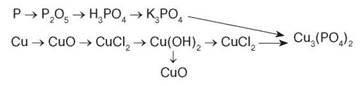 P → P₂O₅ → H₃PO₄ → K₃PO₄
Cu → CuO → CuCl₂ → Cu(OH)₂ → CuCl₂ → Cu₃(PO₄)₂
↓
CuO